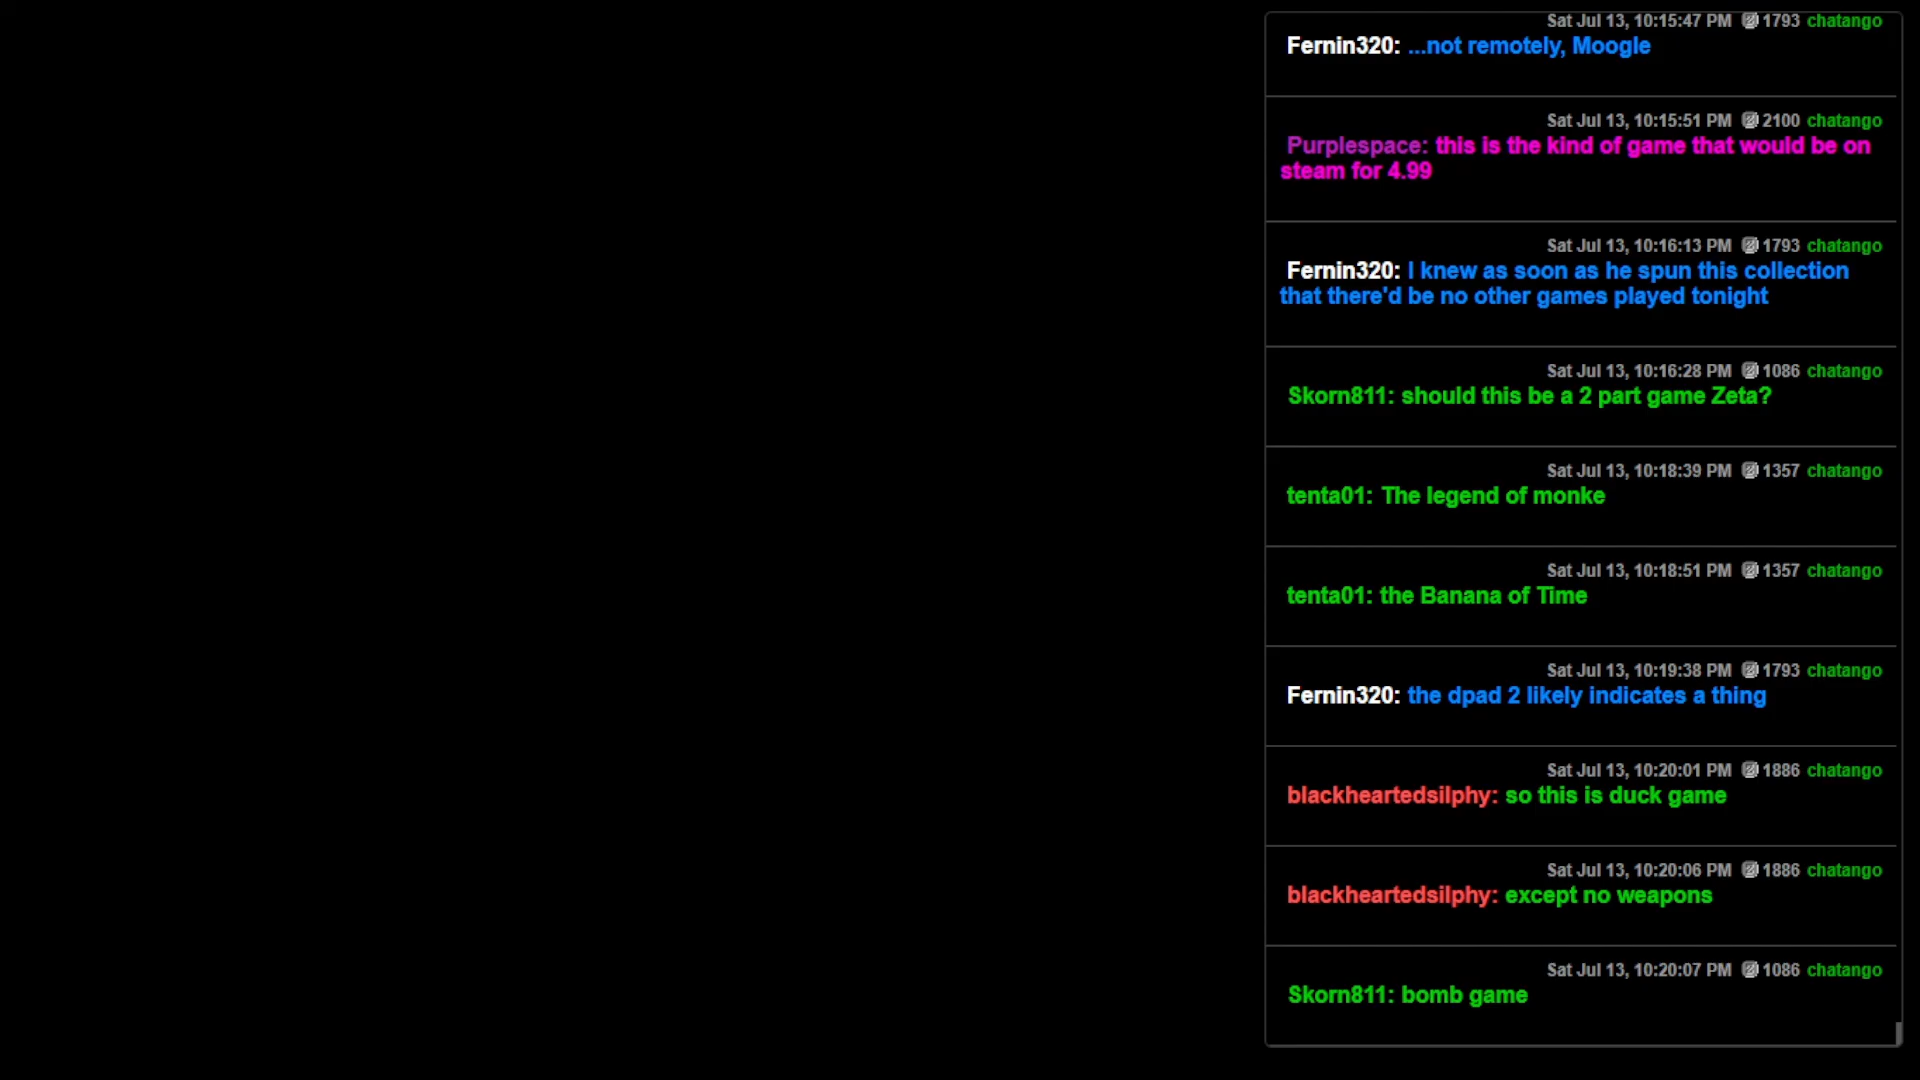 Sat Jul 13, 10:15:47 PM 1793 chatango
Fernin320: ...not remotely, Moogle
Sat Jul 13, 10:15:51 PM 2100 chatango
Purplespace: this is the kind of game that would be on
steam for 4.99
Sat Jul 13, 10:16:13 PM 1793 chatango
Fernin320: I knew as soon as he spun this collection
that there'd be no other games played tonight
Sat Jul 13, 10:16:28 PM 1086 chatango
Skorn811: should this be a 2 part game Zeta?
Sat Jul 13, 10:18:39 PM 1357 chatango
tenta01: The legend of monke
Sat Jul 13, 10:18:51 PM 1357 chatango
tenta01: the Banana of Time
Sat Jul 13, 10:19:38 PM 1793 chatango
Fernin320: the dpad 2 likely indicates a thing
Sat Jul 13, 10:20:01 PM 1886 chatango
blackheartedsilphy: so this is duck game
Sat Jul 13, 10:20:06 PM 1886 chatango
blackheartedsilphy: except no weapons
Sat Jul 13, 10:20:07 PM 1086 chatango
Skorn811: bomb game